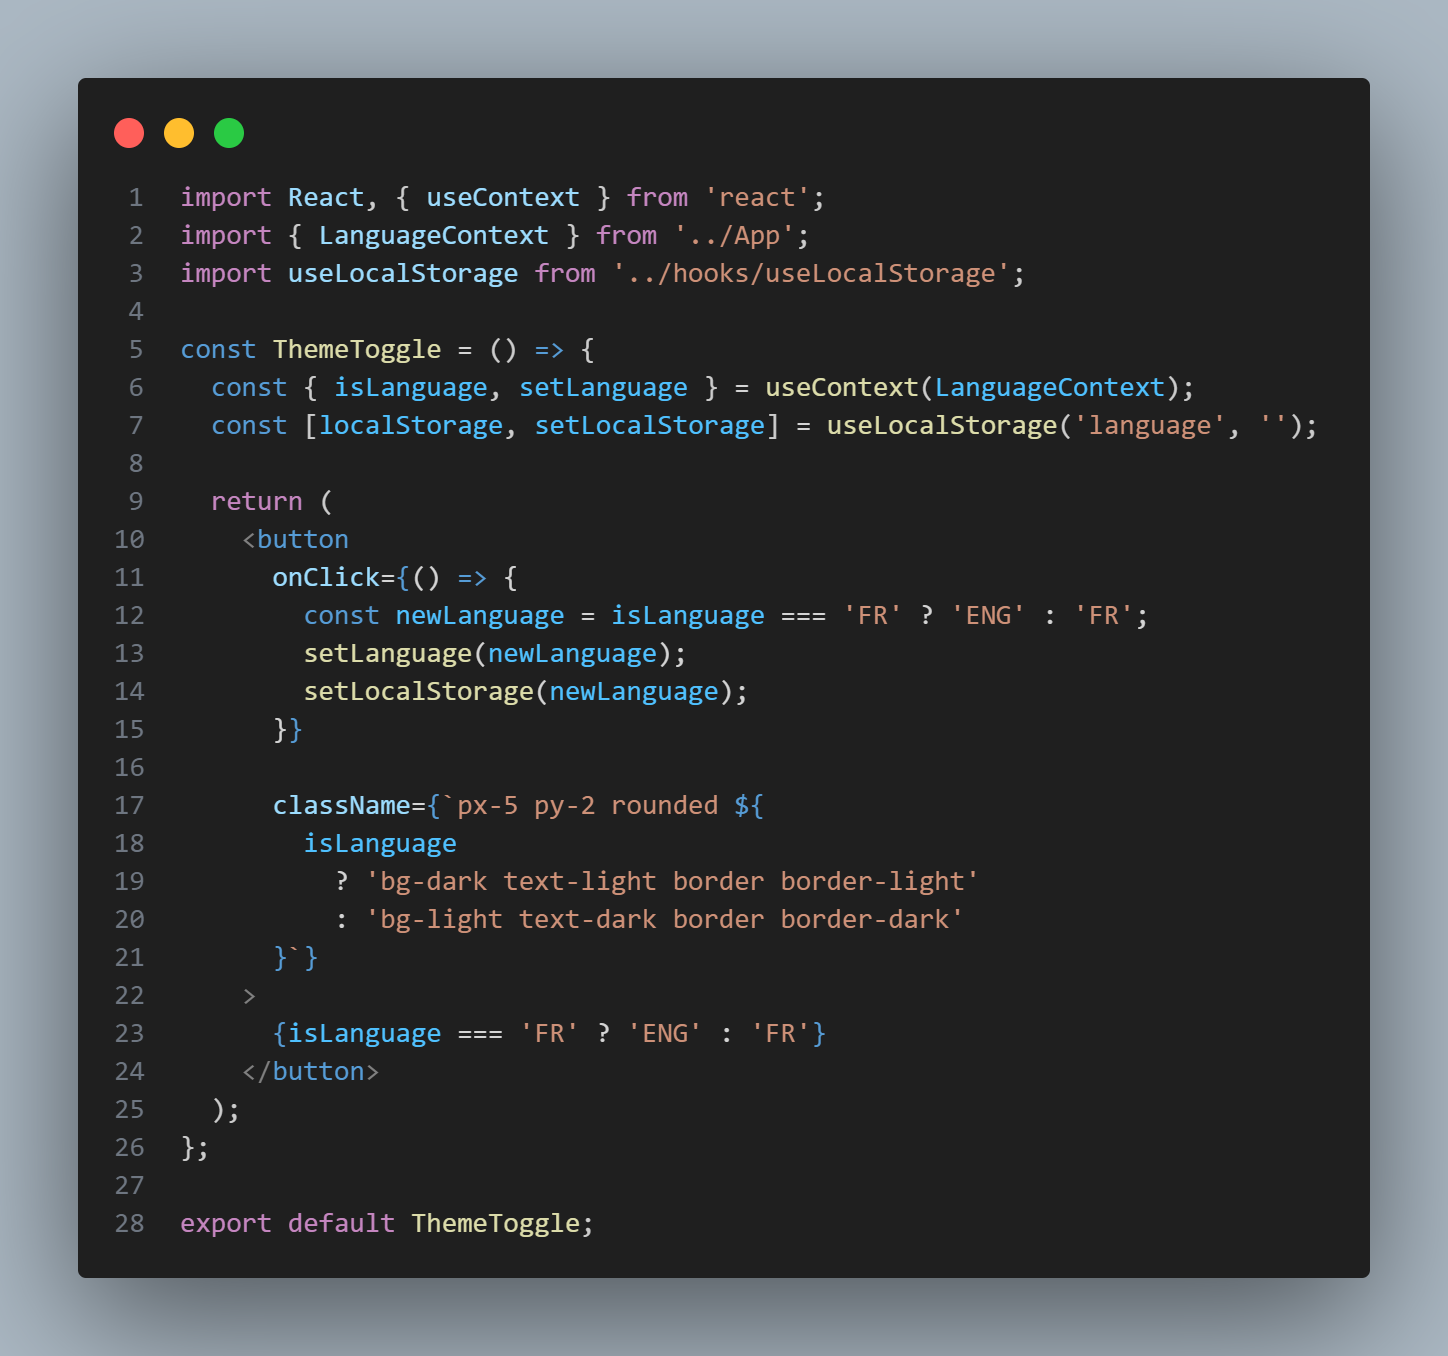 1 import React, { useContext } from 'react';
2 import { LanguageContext } from '../App';
3 import useLocalStorage from '../hooks/useLocalStorage';
4
5 const ThemeToggle = () => {
6   const { isLanguage, setLanguage } = useContext(LanguageContext);
7   const [localStorage, setLocalStorage] = useLocalStorage('language', '');
8
9   return (
10     <button
11       onClick={() => {
12         const newLanguage = isLanguage === 'FR' ? 'ENG' : 'FR';
13         setLanguage(newLanguage);
14         setLocalStorage(newLanguage);
15       }}
16
17       className={`px-5 py-2 rounded ${
18         isLanguage
19           ? 'bg-dark text-light border border-light'
20           : 'bg-light text-dark border border-dark'
21       }`}
22     >
23       {isLanguage === 'FR' ? 'ENG' : 'FR'}
24     </button>
25   );
26 };
27
28 export default ThemeToggle;